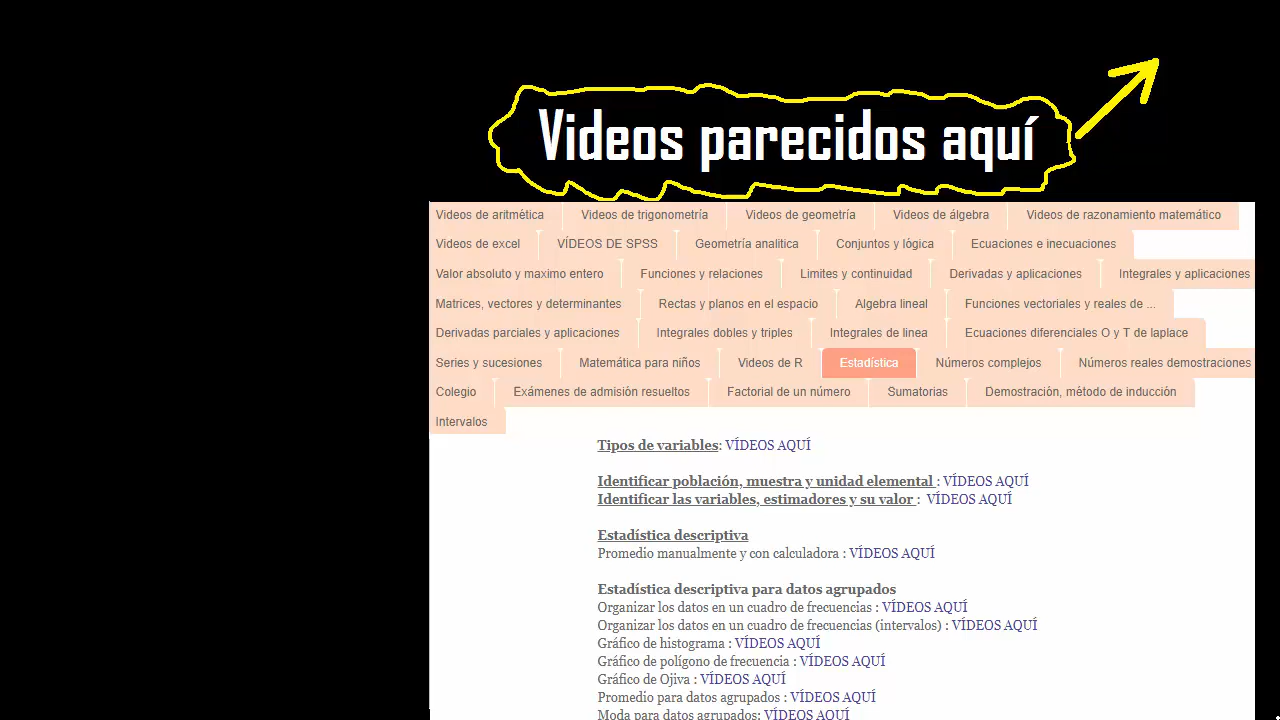 Videos parecidos aquí
Videos de aritmética Videos de trigonometría Videos de geometría Videos de álgebra Videos de razonamiento matemático
Videos de excel VÍDEOS DE SPSS Geometría analitica Conjuntos y lógica Ecuaciones e inecuaciones
Valor absoluto y maximo entero Funciones y relaciones Limites y continuidad Derivadas y aplicaciones Integrales y aplicaciones
Matrices, vectores y determinantes Rectas y planos en el espacio Algebra lineal Funciones vectoriales y reales de ...
Derivadas parciales y aplicaciones Integrales dobles y triples Integrales de linea Ecuaciones diferenciales O y T de laplace
Series y sucesiones Matemática para niños Videos de R Estadística Números complejos Números reales demostraciones
Colegio Exámenes de admisión resueltos Factorial de un número Sumatorias Demostración, método de inducción
Intervalos
Tipos de variables: VÍDEOS AQUÍ
Identificar población, muestra y unidad elemental : VÍDEOS AQUÍ
Identificar las variables, estimadores y su valor : VÍDEOS AQUÍ
Estadística descriptiva
Promedio manualmente y con calculadora : VÍDEOS AQUÍ
Estadística descriptiva para datos agrupados
Organizar los datos en un cuadro de frecuencias : VÍDEOS AQUÍ
Organizar los datos en un cuadro de frecuencias (intervalos) : VÍDEOS AQUÍ
Gráfico de histograma : VÍDEOS AQUÍ
Gráfico de polígono de frecuencia : VÍDEOS AQUÍ
Gráfico de Ojiva : VÍDEOS AQUÍ
Promedio para datos agrupados : VÍDEOS AQUÍ
Moda para datos agrupados: VÍDEOS AQUÍ